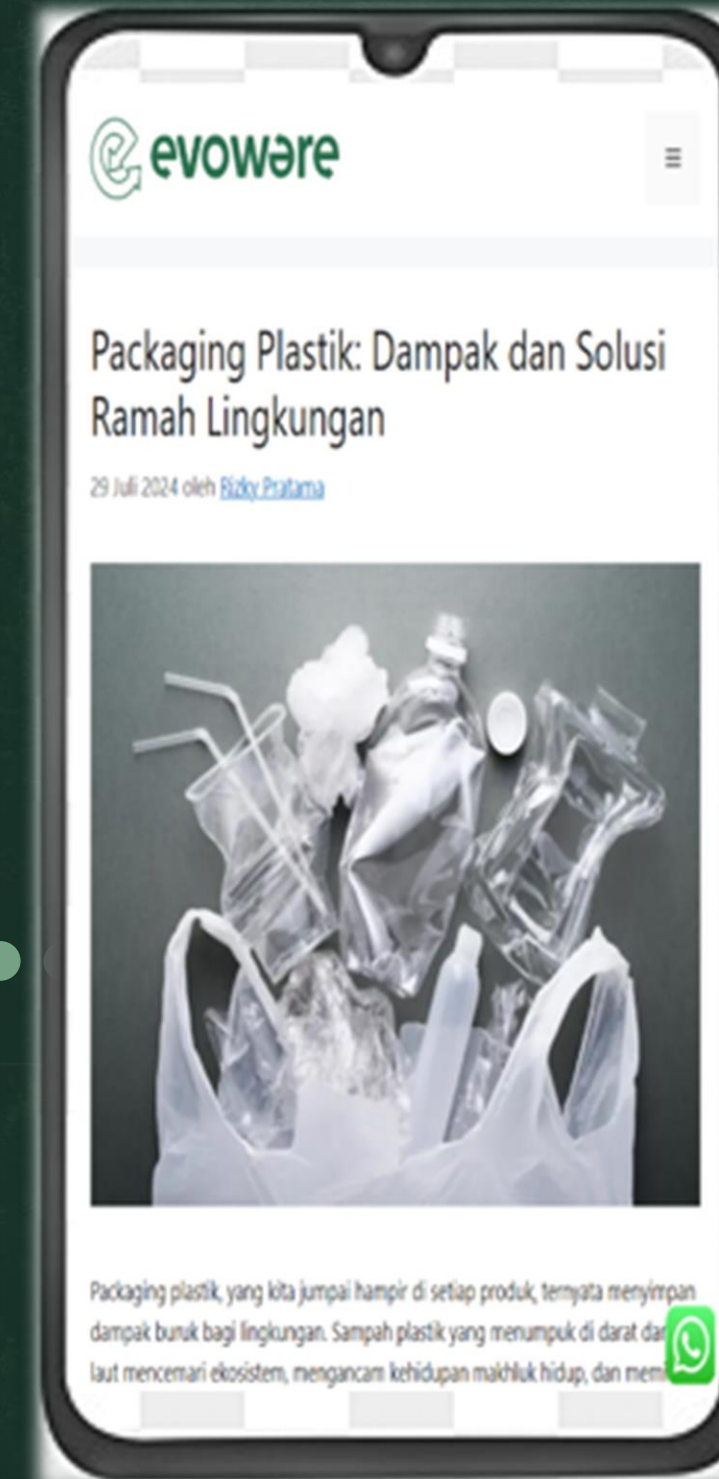 evoware
Packaging Plastik: Dampak dan Solusi
Ramah Lingkungan
29 Juli 2024 oleh Rizky Pratama
Packaging plastik, yang kita jumpai hampir di setiap produk, ternyata menyimpan
dampak buruk bagi lingkungan. Sampah plastik yang menumpuk di darat
laut mencemari ekosistem, mengancam kehidupan makhluk hidup, dan